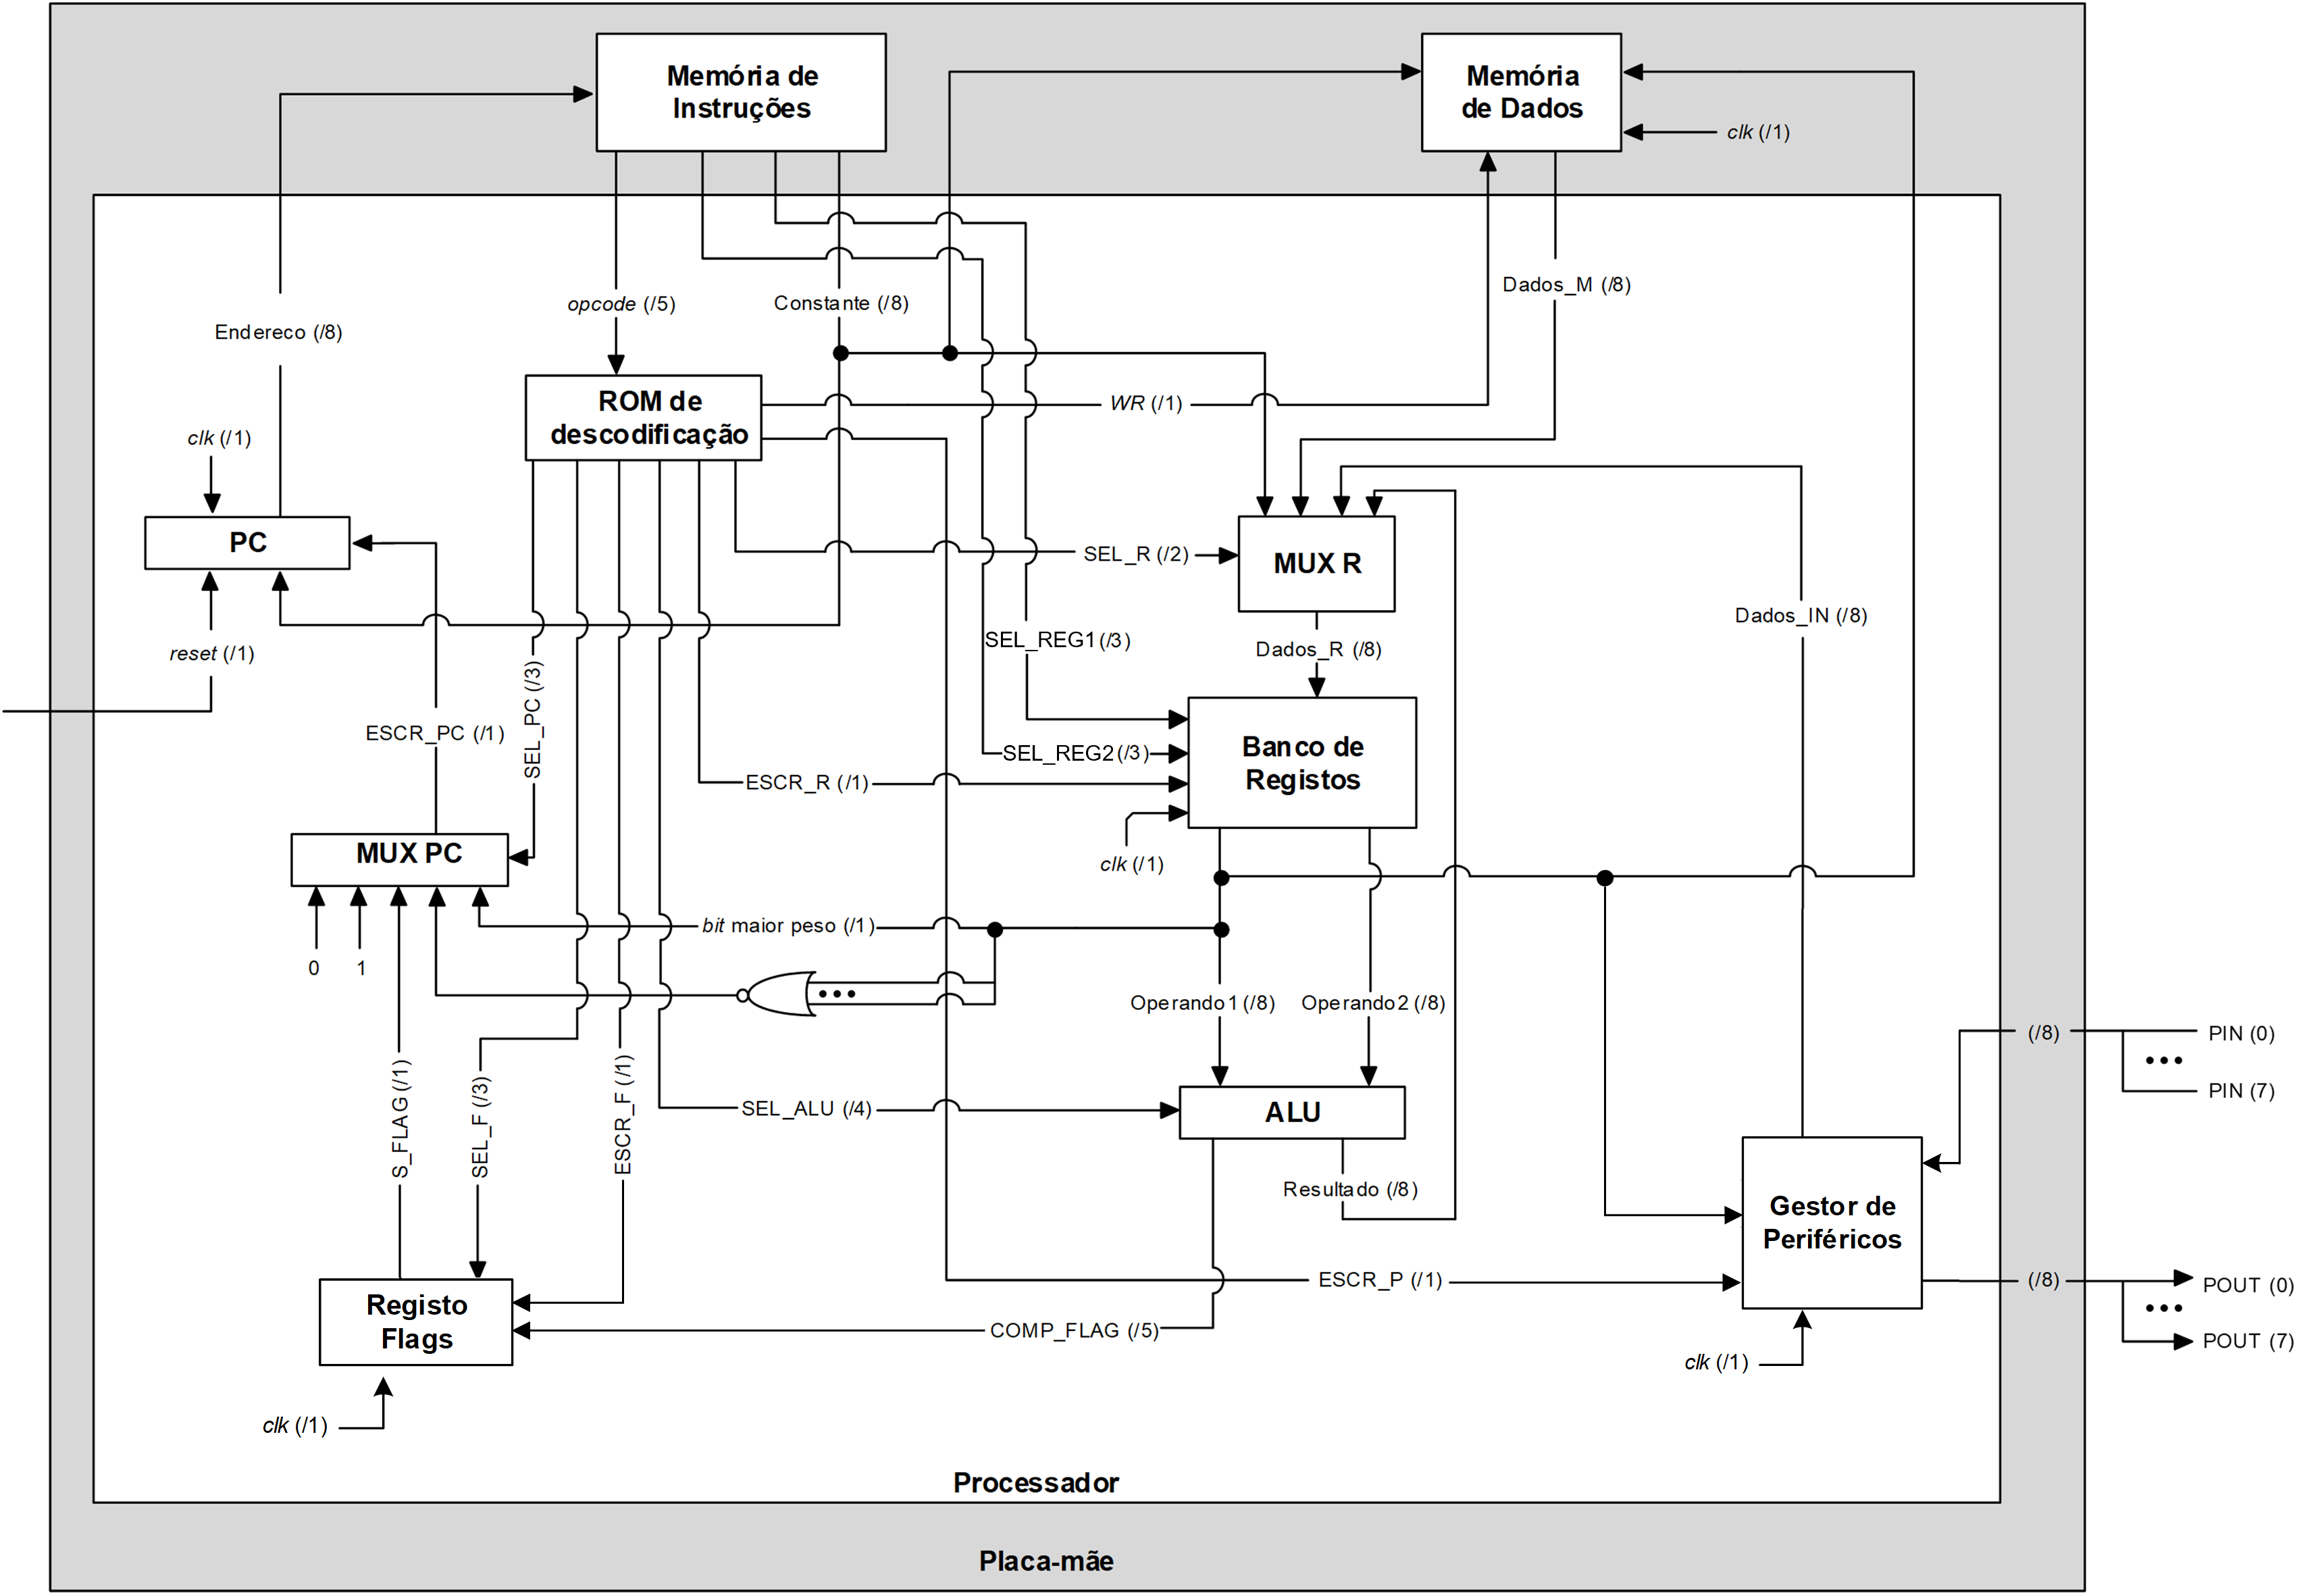 Memória de
Instruções
Memória
de Dados
clk (/1)
opcode (/5)
Constante (/8)
Dados_M (/8)
Endereco (/8)
ROM de
descodificação
WR (/1)
clk (/1)
PC
SEL_R (/2)
MUX R
reset (/1)
SEL_REG1 (/3)
Dados_R (/8)
Dados_IN (/8)
SEL_PC (/3)
ESCR_PC (/1)
SEL_REG2 (/3)
Banco de
Registos
ESCR_R (/1)
clk (/1)
MUX PC
bit maior peso (/1)
0
1
Operando1 (/8)
Operando2 (/8)
(/8)
PIN (0)
PIN (7)
S_FLAG (/1)
SEL_F (/3)
ESCR_F (/1)
SEL_ALU (/4)
ALU
Resultado (/8)
Gestor de
Periféricos
ESCR_P (/1)
(/8)
POUT (0)
POUT (7)
Registo
Flags
COMP_FLAG (/5)
clk (/1)
clk (/1)
Processador
Placa-mãe